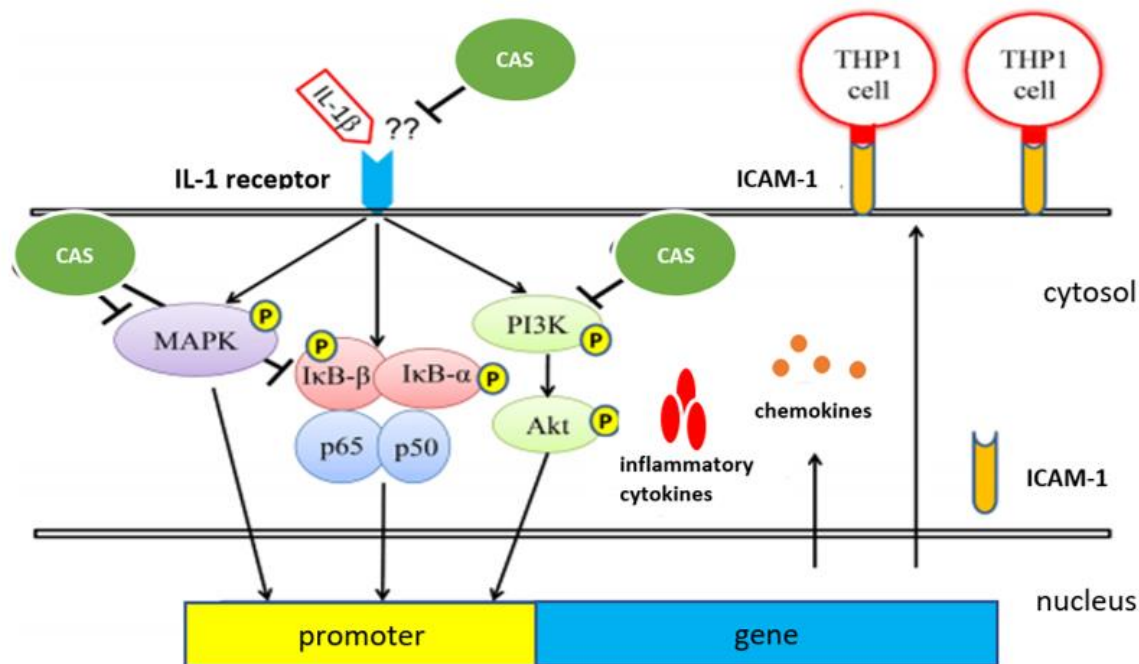 CAS
IL-1β
??
IL-1 receptor
THP1
cell
THP1
cell
ICAM-1
CAS
CAS
cytosol
MAPK
P
P
IκB-β
IκB-α
P
PI3K
P
Akt
P
p65
p50
inflammatory
cytokines
chemokines
ICAM-1
nucleus
promoter
gene